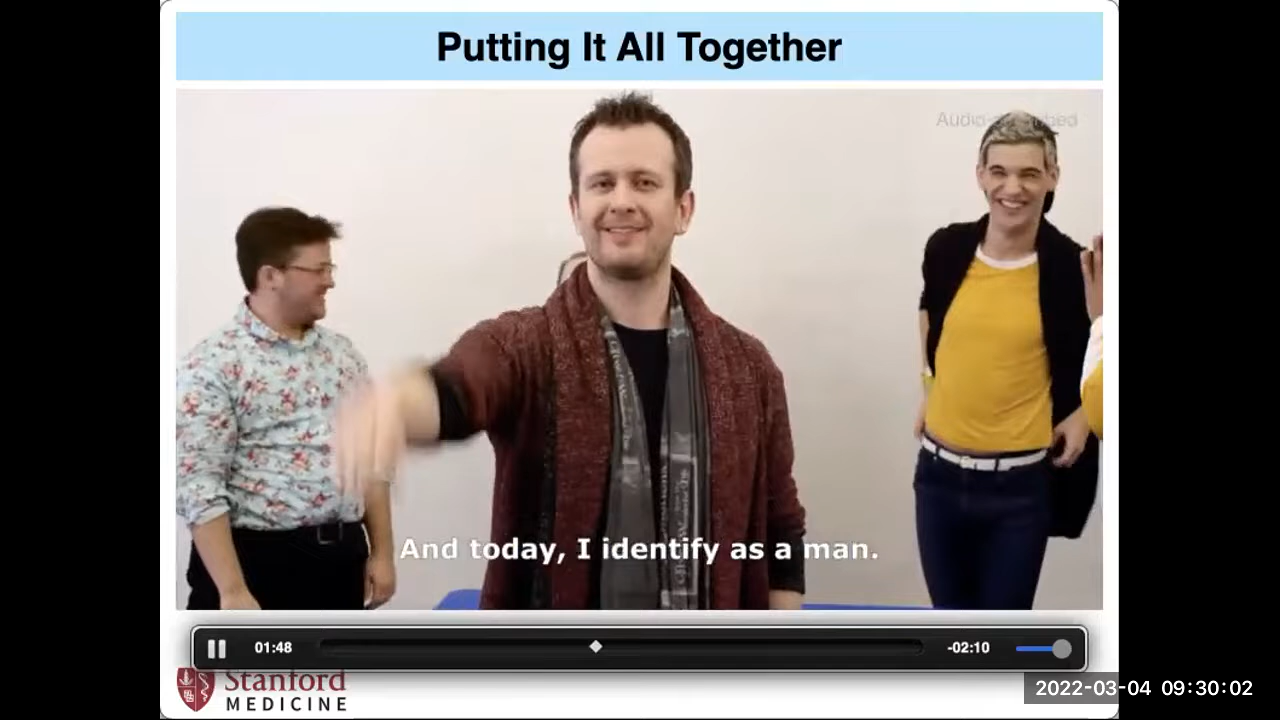 Putting It All Together
And today, I identify as a man.
01:48
-02:10
Stanford
MEDICINE
2022-03-04 09:30:02